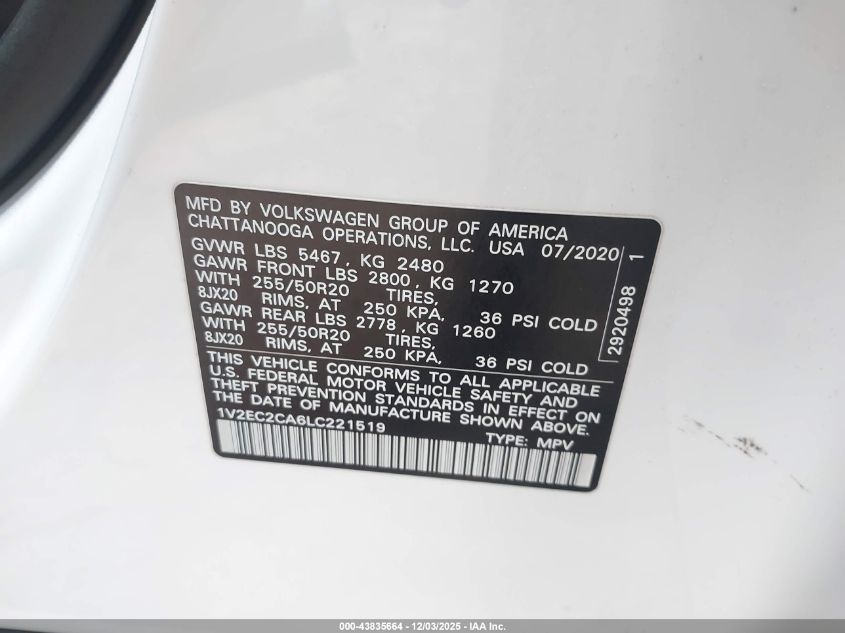 MFD BY VOLKSWAGEN GROUP OF AMERICA
CHATTANOOGA OPERATIONS, LLC. USA 07/2020
GVWR LBS 5467, KG 2480
GAWR FRONT LBS 2800, KG 1270
WITH 255/50R20 TIRES,
8JX20 RIMS, AT 250 KPA, 36 PSI COLD
GAWR REAR LBS 2778, KG 1260
WITH 255/50R20 TIRES,
8JX20 RIMS, AT 250 KPA, 36 PSI COLD
THIS VEHICLE CONFORMS TO ALL APPLICABLE
U.S. FEDERAL MOTOR VEHICLE SAFETY AND
THEFT PREVENTION STANDARDS IN EFFECT ON
THE DATE OF MANUFACTURE SHOWN ABOVE.
1V2EC2CA6LC221519 TYPE: MPV
2920498 1
000-43835664 - 12/03/2025 - IAA Inc.